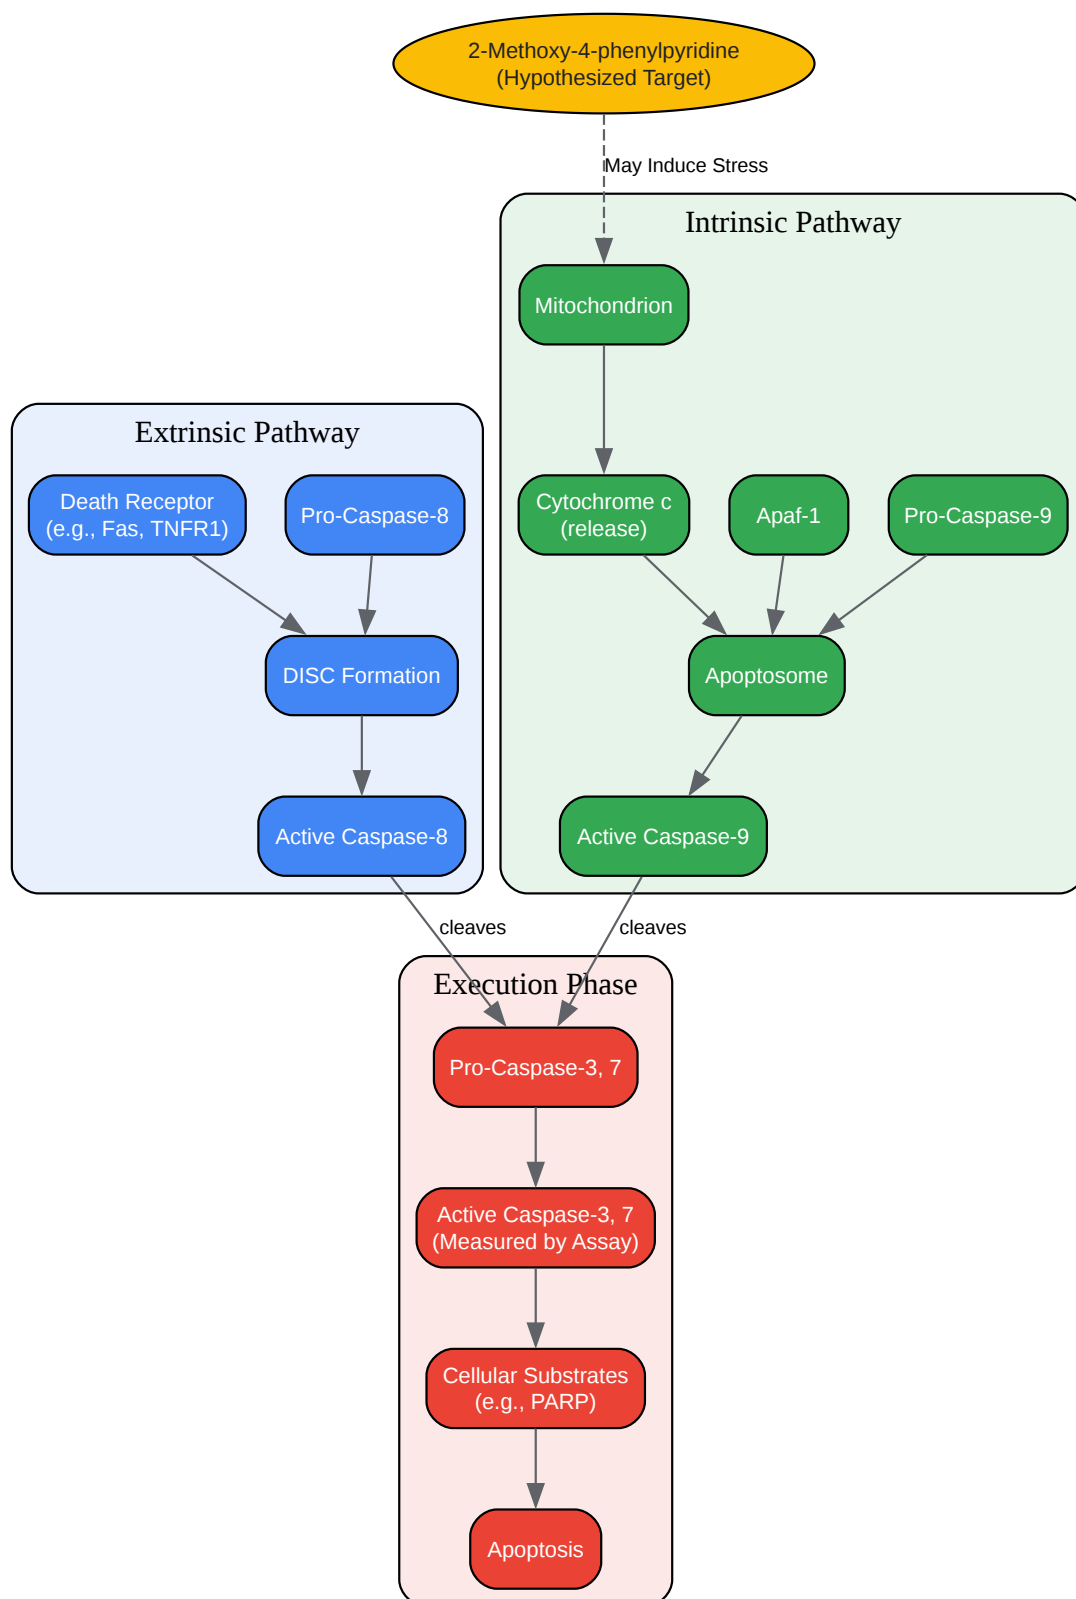 2-Methoxy-4-phenylpyridine
(Hypothesized Target)
May Induce Stress
Intrinsic Pathway
Mitochondrion
Extrinsic Pathway
Death Receptor
(e.g., Fas, TNFR1)
Pro-Caspase-8
Cytochrome c
(release)
Apaf-1
Pro-Caspase-9
DISC Formation
Apoptosome
Active Caspase-8
Active Caspase-9
cleaves
cleaves
Execution Phase
Pro-Caspase-3, 7
Active Caspase-3, 7
(Measured by Assay)
Cellular Substrates
(e.g., PARP)
Apoptosis